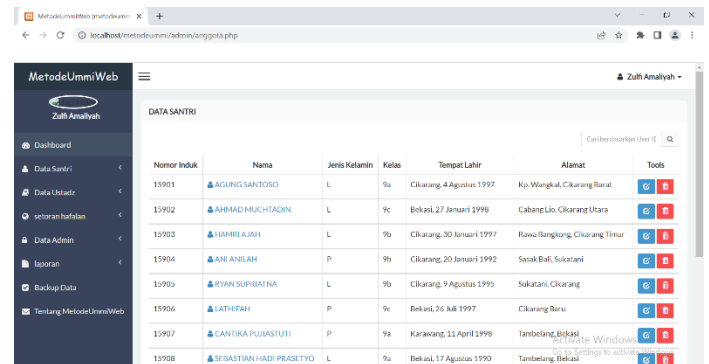 MetodeUmmiWeb (metodeummi
localhost/metodeummi/admin/anggota.php
MetodeUmmiWeb
Zulfi Amaliyah
Zulfi Amaliyah
Dashboard
Data Santri
Data Ustadz
setoran hafalan
Data Admin
laporan
Backup Data
Tentang MetodeUmmiWeb
DATA SANTRI
Cari berdasarkan User ID
Nomor Induk Nama Jenis Kelamin Kelas Tempat Lahir Alamat Tools
15901 AGUNG SANTOSO L 9a Cikarang, 4 Agustus 1997 Kp. Wangkal, Cikarang Barat
15902 AHMAD MUCHTADIN L 9c Bekasi, 27 Januari 1998 Cabang Lio, Cikarang Utara
15903 HAMRI AJAH L 9b Cikarang, 30 Januari 1997 Rawa Bangkong, Cikarang Timur
15904 ANI ANILAH P 9b Cikarang, 20 Januari 1992 Sasak Bali, Sukatani
15905 RYAN SUPRIATNA L 9b Cikarang, 9 Agustus 1995 Sukatani, Cikarang
15906 LATHIFAH P 9c Bekasi, 26 Juli 1997 Cikarang Baru
15907 CANTIKA PUJIASTUTI P 9a Karawang, 11 April 1998 Tambelang, Bekasi
15908 SEBASTIAN HADI PRASETYO L 9a Bekasi, 17 Agustus 1990 Tambelang, Bekasi
Activate Windows
Go to Settings to activate Windows.